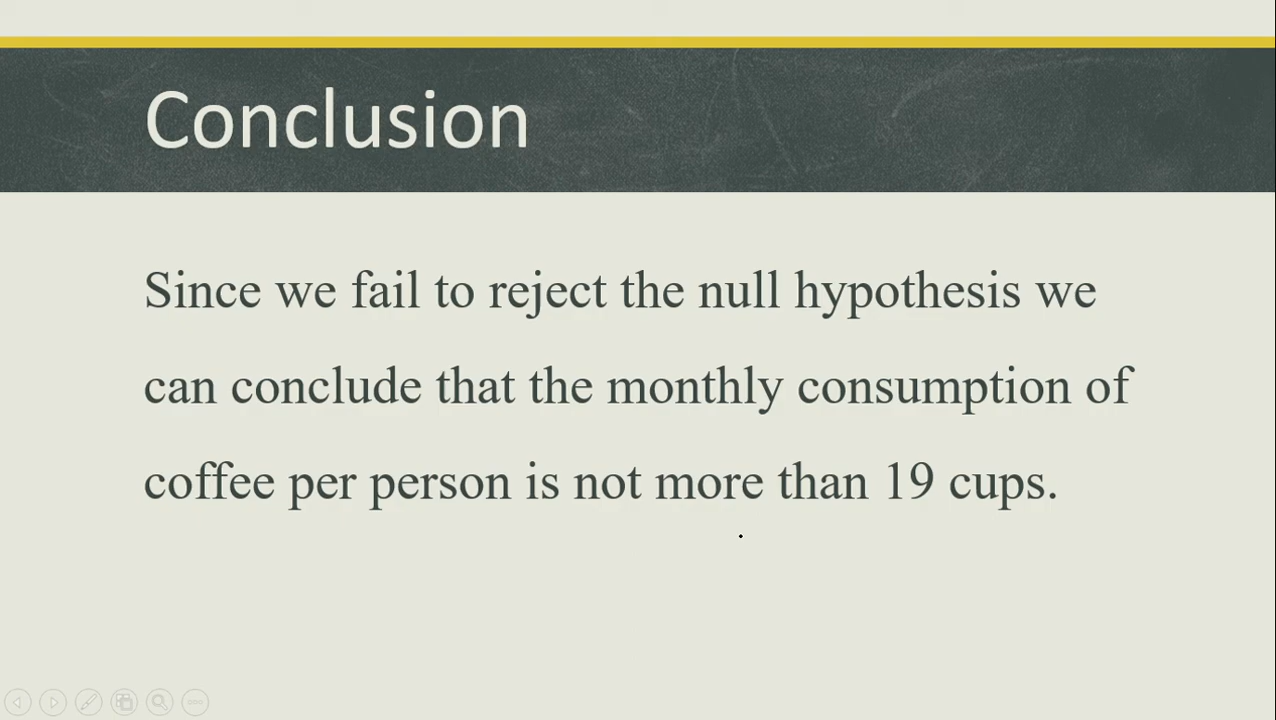 Conclusion
Since we fail to reject the null hypothesis we
can conclude that the monthly consumption of
coffee per person is not more than 19 cups.